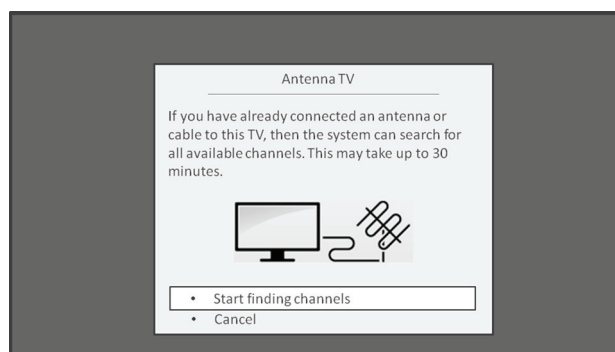 Antenna TV
If you have already connected an antenna or
cable to this TV, then the system can search for
all available channels. This may take up to 30
minutes.
• Start finding channels
• Cancel